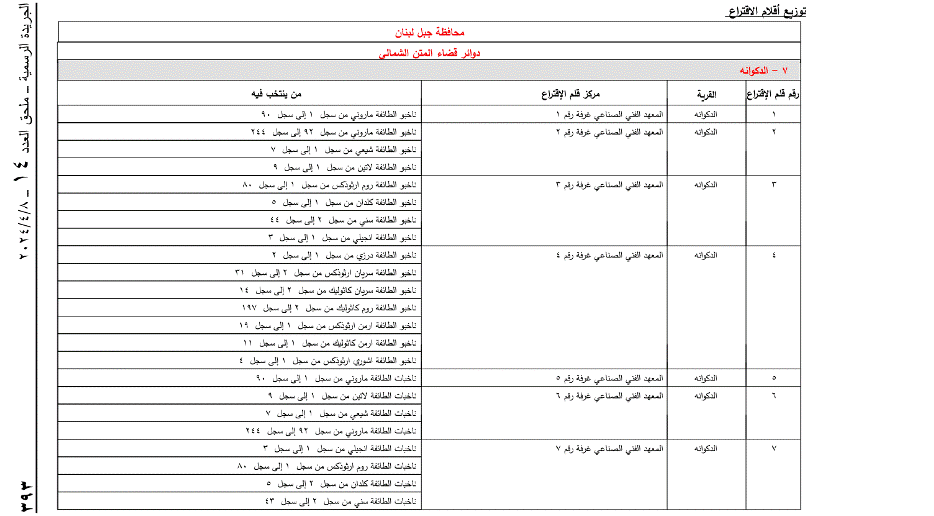 توزيع أقلام الاقتراع .
محافظة جبل لبنان
دوائر قضاء المتن الشمالي
٧ - الدكوانه
رقم قلم الإقتراع القرية مركز قلم الإقتراع من ينتخب فيه
١ الدكوانه المعهد الفني الصناعي غرفة رقم ١ ناخبو الطائفة ماروني من سجل ١ إلى سجل ٩٠
٢ الدكوانه المعهد الفني الصناعي غرفة رقم ٢ ناخبو الطائفة ماروني من سجل ٩٢ إلى سجل ٢٤٤
ناخبو الطائفة شيعي من سجل ١ إلى سجل ٧
ناخبو الطائفة لاتين من سجل ١ إلى سجل ٩
٣ الدكوانه المعهد الفني الصناعي غرفة رقم ٣ ناخبو الطائفة روم ارثوذكس من سجل ١ إلى سجل ٨٠
ناخبو الطائفة كلدان من سجل ١ إلى سجل ٥
ناخبو الطائفة سني من سجل ٢ إلى سجل ٤٤
ناخبو الطائفة انجيلي من سجل ١ إلى سجل ٣
٤ الدكوانه المعهد الفني الصناعي غرفة رقم ٤ ناخبو الطائفة درزي من سجل ١ إلى سجل ٢
ناخبو الطائفة سريان ارثوذكس من سجل ٢ إلى سجل ٣١
ناخبو الطائفة سريان كاثوليك من سجل ٢ إلى سجل ١٤
ناخبو الطائفة روم كاثوليك من سجل ٢ إلى سجل ١٩٧
ناخبو الطائفة ارمن ارثوذكس من سجل ١ إلى سجل ١٩
ناخبو الطائفة ارمن كاثوليك من سجل ١ إلى سجل ١١
ناخبو الطائفة اشوري ارثوذكس من سجل ١ إلى سجل ٤
٥ الدكوانه المعهد الفني الصناعي غرفة رقم ٥ ناخبات الطائفة ماروني من سجل ١ إلى سجل ٩٠
٦ الدكوانه المعهد الفني الصناعي غرفة رقم ٦ ناخبات الطائفة لاتين من سجل ١ إلى سجل ٩
ناخبات الطائفة شيعي من سجل ١ إلى سجل ٧
ناخبات الطائفة ماروني من سجل ٩٢ إلى سجل ٢٤٤
٧ الدكوانه المعهد الفني الصناعي غرفة رقم ٧ ناخبات الطائفة انجيلي من سجل ١ إلى سجل ٣
ناخبات الطائفة روم ارثوذكس من سجل ١ إلى سجل ٨٠
ناخبات الطائفة كلدان من سجل ٢ إلى سجل ٥
ناخبات الطائفة سني من سجل ٢ إلى سجل ٤٣
الجريدة الرسمية – ملحق العدد ١٤ – ٢٠٢٤/٤/٨
٣٩٣